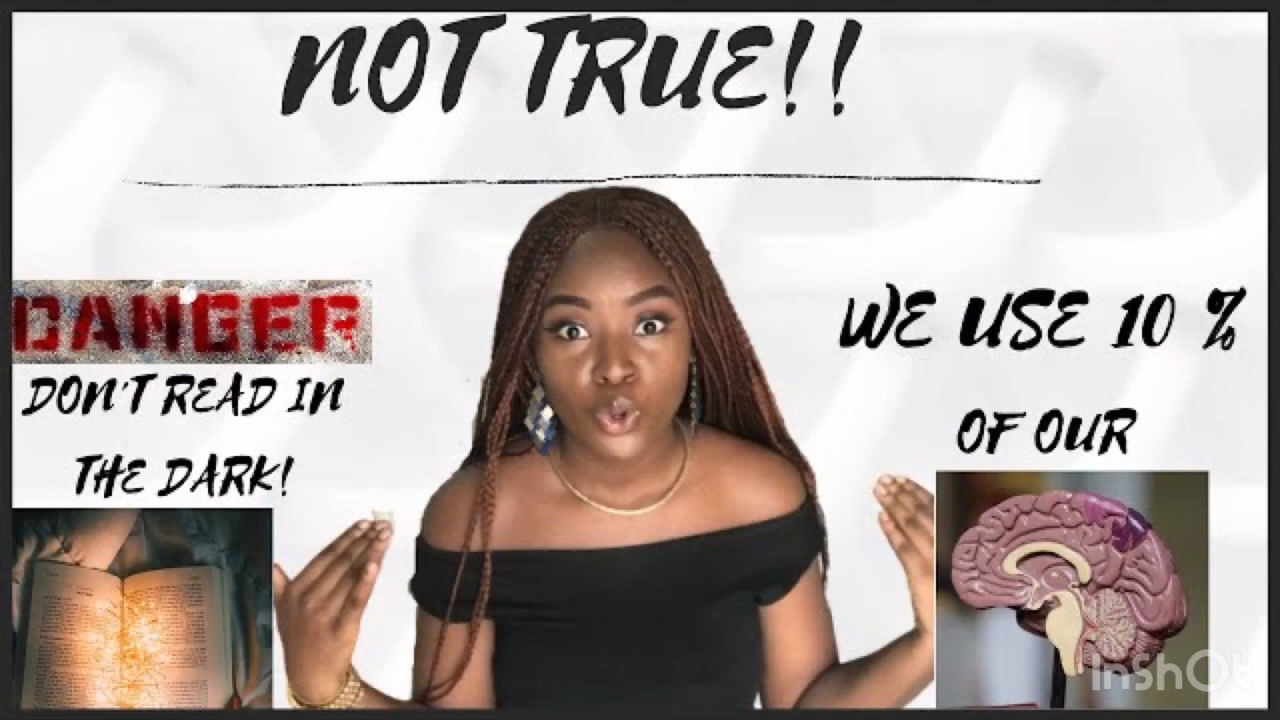 NOT TRUE!!
DANGER
DON'T READ IN
THE DARK!
WE USE 10 %
OF OUR
InShOt